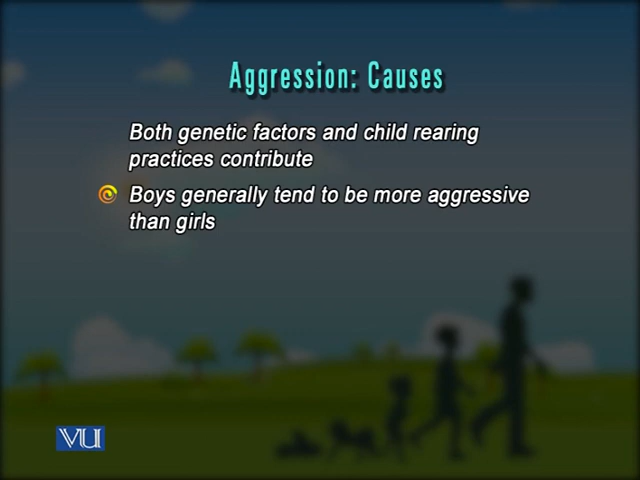 Aggression: Causes
Both genetic factors and child rearing
practices contribute
Boys generally tend to be more aggressive
than girls
VU